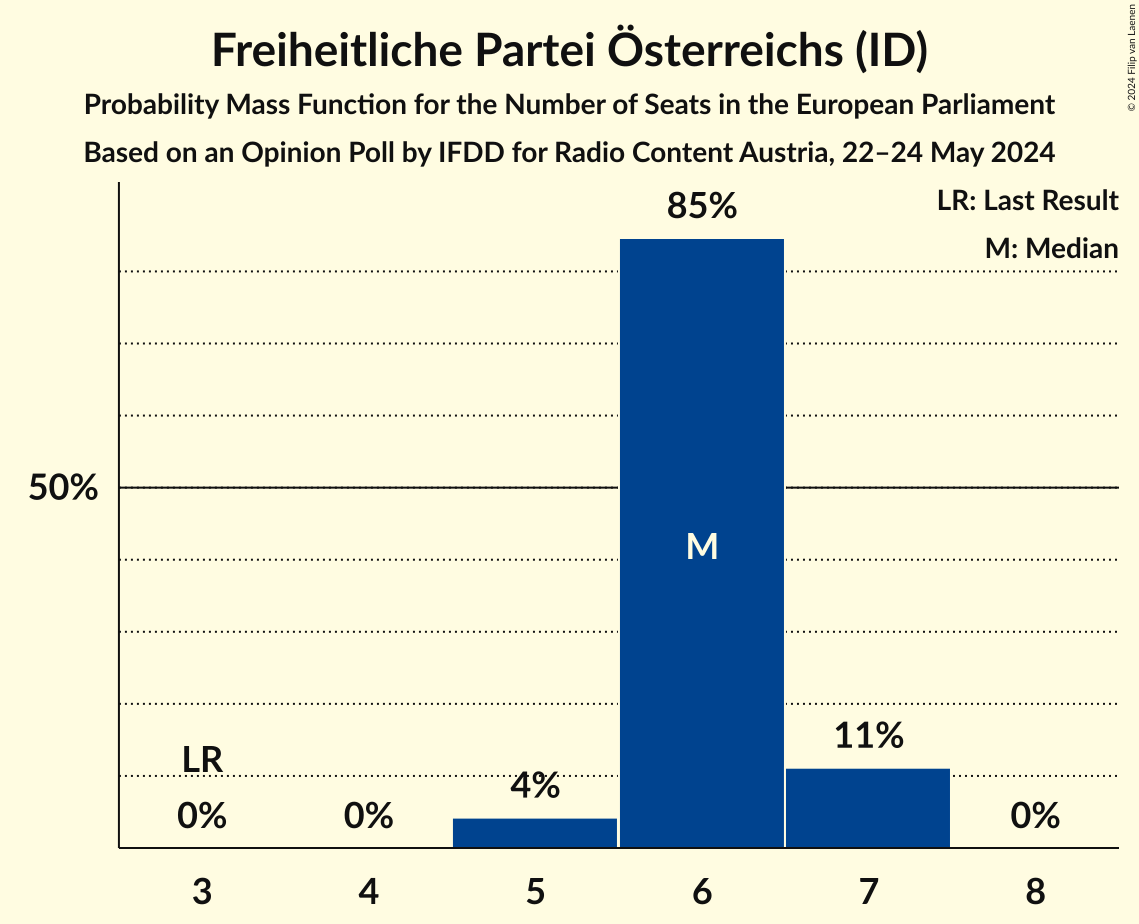 Freiheitliche Partei Österreichs (ID)
Probability Mass Function for the Number of Seats in the European Parliament
Based on an Opinion Poll by IFDD for Radio Content Austria, 22–24 May 2024
© 2024 Filip van Laenen
LR: Last Result
M: Median
85%
50%
M
11%
LR
4%
0%
0%
0%
3
4
5
6
7
8